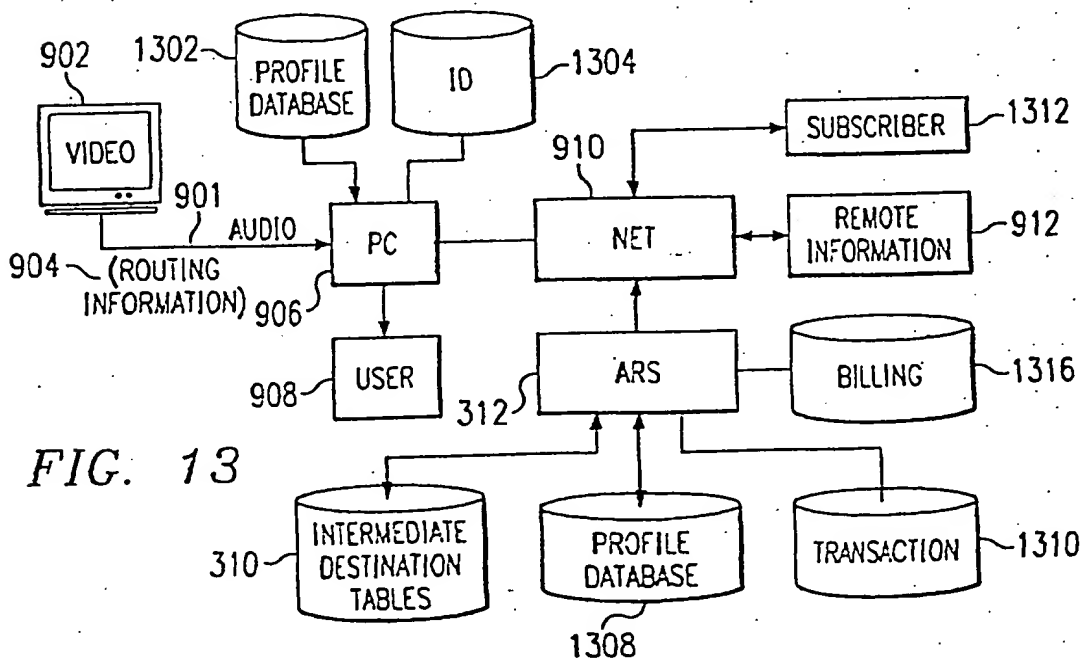 1302
PROFILE
DATABASE
ID
1304
902
VIDEO
901
AUDIO
904
(ROUTING
INFORMATION)
PC
906
USER
908
910
NET
SUBSCRIBER
1312
REMOTE
INFORMATION
912
ARS
312
BILLING
1316
FIG. 13
310
INTERMEDIATE
DESTINATION
TABLES
PROFILE
DATABASE
1308
TRANSACTION
1310